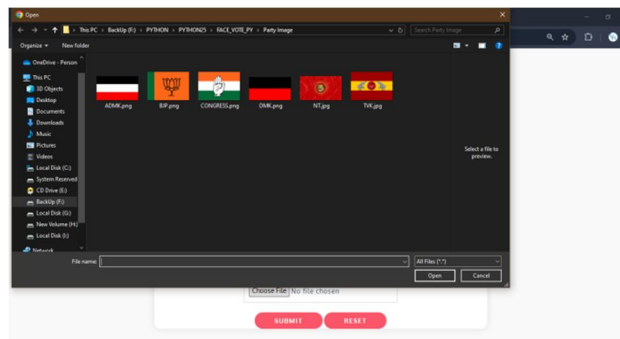 Open
This PC > BackUp (F:) > PYTHON > PYTHON25 > FACE_VOTE_PY > Party Image
Search Party Image
Organize New folder
OneDrive - Person
This PC
3D Objects
Desktop
Documents
Downloads
Music
Pictures
Videos
Local Disk (C:)
System Reserved
CD Drive (E:)
BackUp (F:)
Local Disk (G:)
New Volume (H:)
Local Disk (I:)
Network
ADMK.png BJP.png CONGRESS.png DMK.png NT.jpg TVK.jpg
Select a file to
preview.
File name: All Files (*.*)
Open Cancel
Choose File No file chosen
SUBMIT RESET